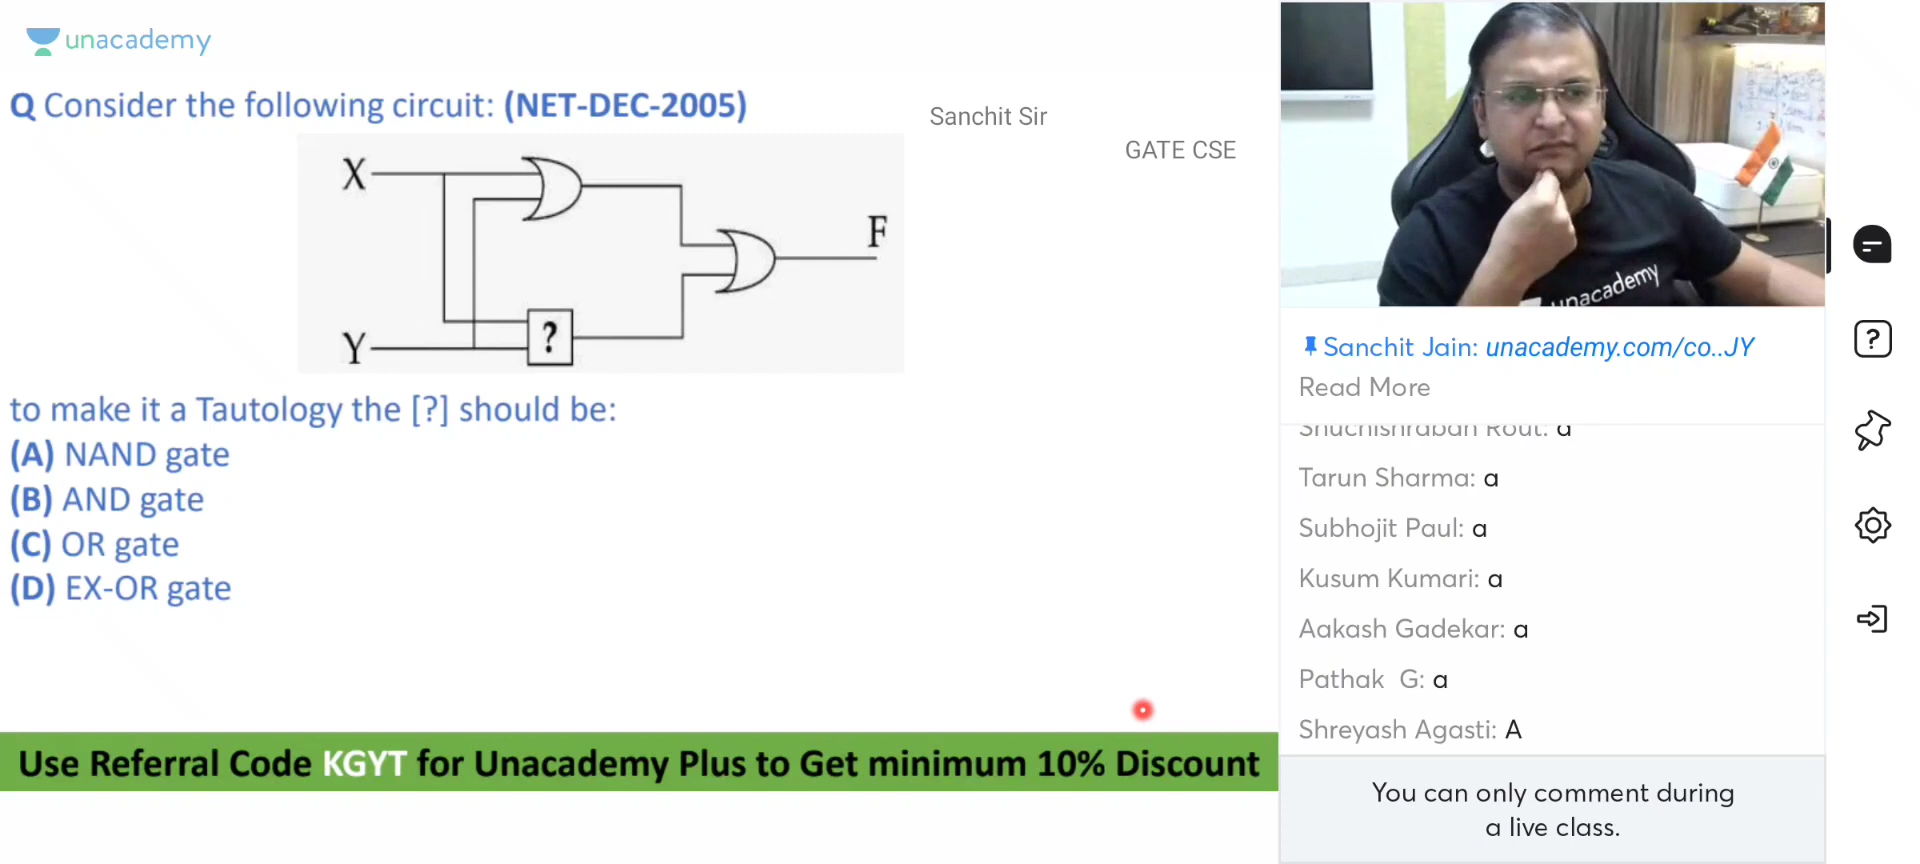 unacademy
Q Consider the following circuit: (NET-DEC-2005)
Sanchit Sir
GATE CSE
X
F
?
Y
to make it a Tautology the [?] should be:
(A) NAND gate
(B) AND gate
(C) OR gate
(D) EX-OR gate
Use Referral Code KGYT for Unacademy Plus to Get minimum 10% Discount
unacademy
Sanchit Jain: unacademy.com/co..JY
Read More
Shuchishraban Rout: a
Tarun Sharma: a
Subhojit Paul: a
Kusum Kumari: a
Aakash Gadekar: a
Pathak G: a
Shreyash Agasti: A
You can only comment during
a live class.
?